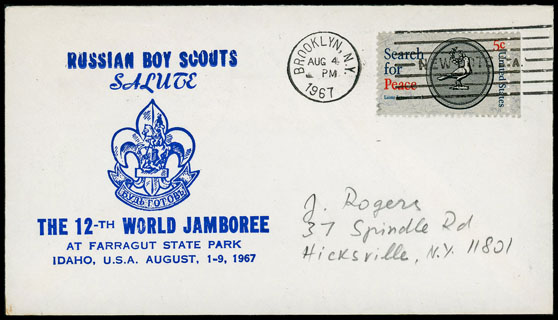 RUSSIAN BOY SCOUTS
SALUTE
БУДЬ ГОТОВЪ
THE 12-TH WORLD JAMBOREE
AT FARRAGUT STATE PARK
IDAHO, U.S.A. AUGUST, 1-9, 1967
BROOKLYN, N.Y.
AUG 4
PM
1967
Search
for
Peace
5c
United States
J. Rogers
37 Spindle Rd
Hicksville, N.Y. 11801